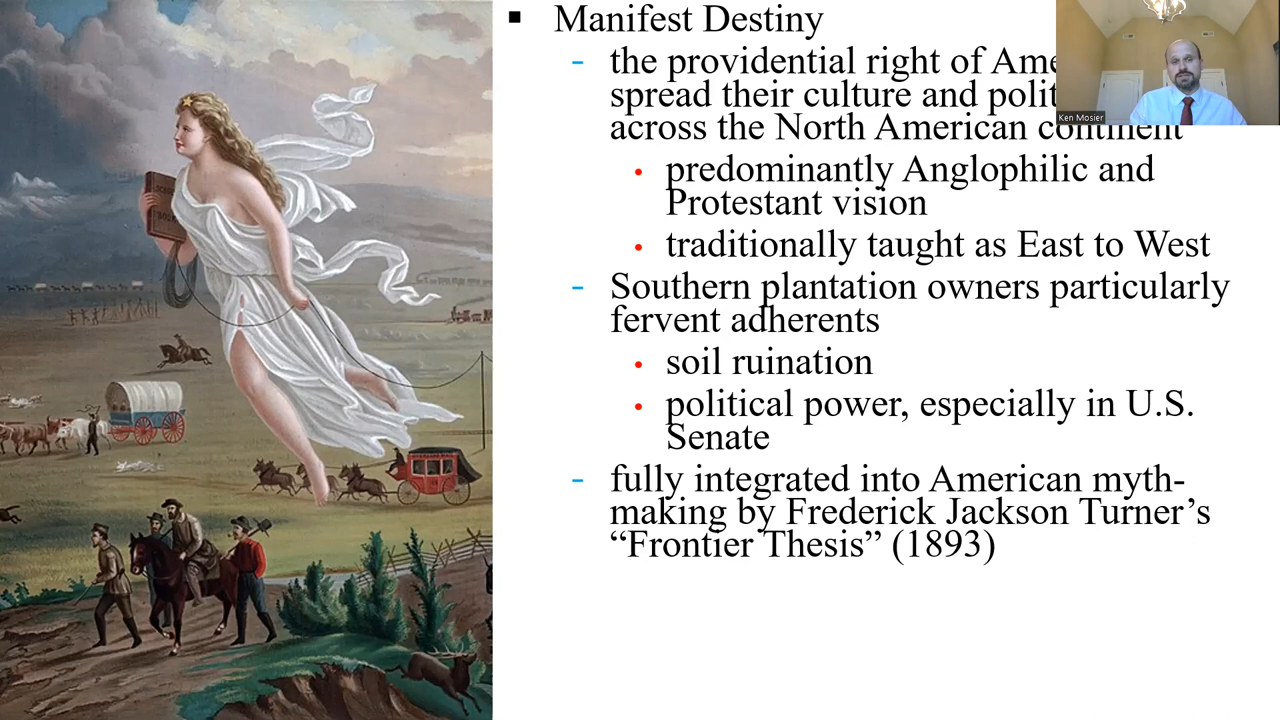 Manifest Destiny
- the providential right of Ame
spread their culture and polit
across the North American continent
predominantly Anglophilic and
Protestant vision
traditionally taught as East to West
- Southern plantation owners particularly
fervent adherents
soil ruination
political power, especially in U.S.
Senate
- fully integrated into American myth-
making by Frederick Jackson Turner’s
“Frontier Thesis” (1893)
Ken Mosier
SCHOOL
BOOK